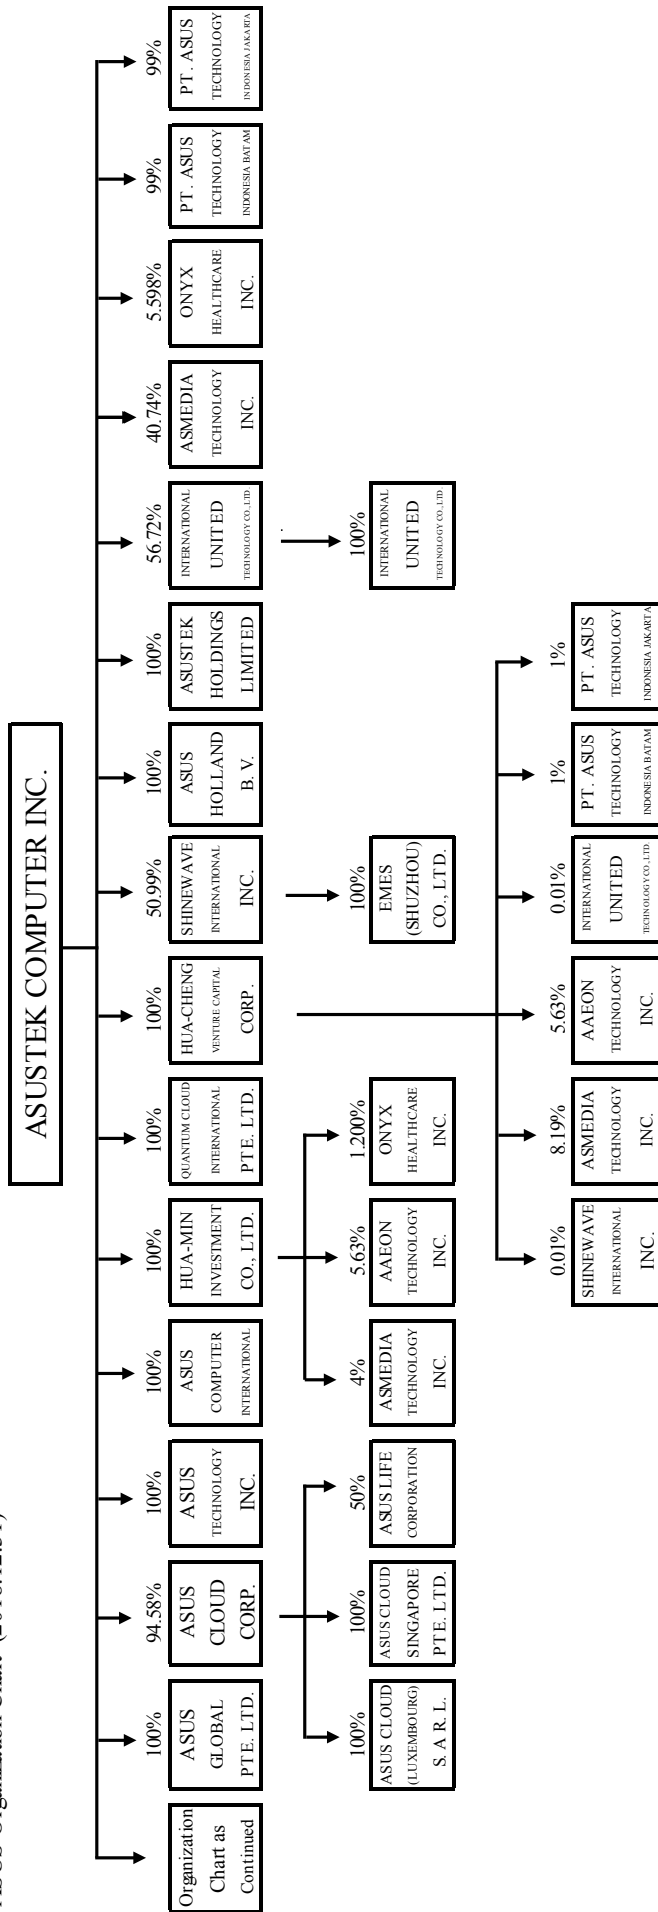 ASUS Organization Chart
ASUSTEK COMPUTER INC.
Organization
Chart as
Continued
100%
ASUS
GLOBAL
PTE. LTD.
94.58%
ASUS
CLOUD
CORP.
100%
ASUS
TECHNOLOGY
INC.
100%
ASUS
COMPUTER
INTERNATIONAL
100%
HUA-MIN
INVESTMENT
CO., LTD.
100%
QUANTUM CLOUD
INTERNATIONAL
PTE. LTD.
100%
HUA-CHENG
VENTURE CAPITAL
CORP.
50.99%
SHINEWAVE
INTERNATIONAL
INC.
100%
ASUS
HOLLAND
B. V.
100%
ASUSTEK
HOLDINGS
LIMITED
56.72%
INTERNATIONAL
UNITED
TECHNOLOGY CO., LTD.
40.74%
ASMEDIA
TECHNOLOGY
INC.
5.598%
ONYX
HEALTHCARE
INC.
99%
PT. ASUS
TECHNOLOGY
INDONESIA BATAM
99%
PT. ASUS
TECHNOLOGY
INDONESIA JAKARTA
100%
ASUS CLOUD
(LUXEMBOURG)
S. A R. L.
100%
ASUS CLOUD
SINGAPORE
PTE. LTD.
50%
ASUS LIFE
CORPORATION
4%
ASMEDIA
TECHNOLOGY
INC.
5.63%
AAEON
TECHNOLOGY
INC.
1.200%
ONYX
HEALTHCARE
INC.
100%
EMES
(SHUZHOU)
CO., LTD.
100%
INTERNATIONAL
UNITED
TECHNOLOGY CO., LTD.
0.01%
SHINEWAVE
INTERNATIONAL
INC.
8.19%
ASMEDIA
TECHNOLOGY
INC.
5.63%
AAEON
TECHNOLOGY
INC.
0.01%
INTERNATIONAL
UNITED
TECHNOLOGY CO., LTD.
1%
PT. ASUS
TECHNOLOGY
INDONESIA BATAM
1%
PT. ASUS
TECHNOLOGY
INDONESIA JAKARTA